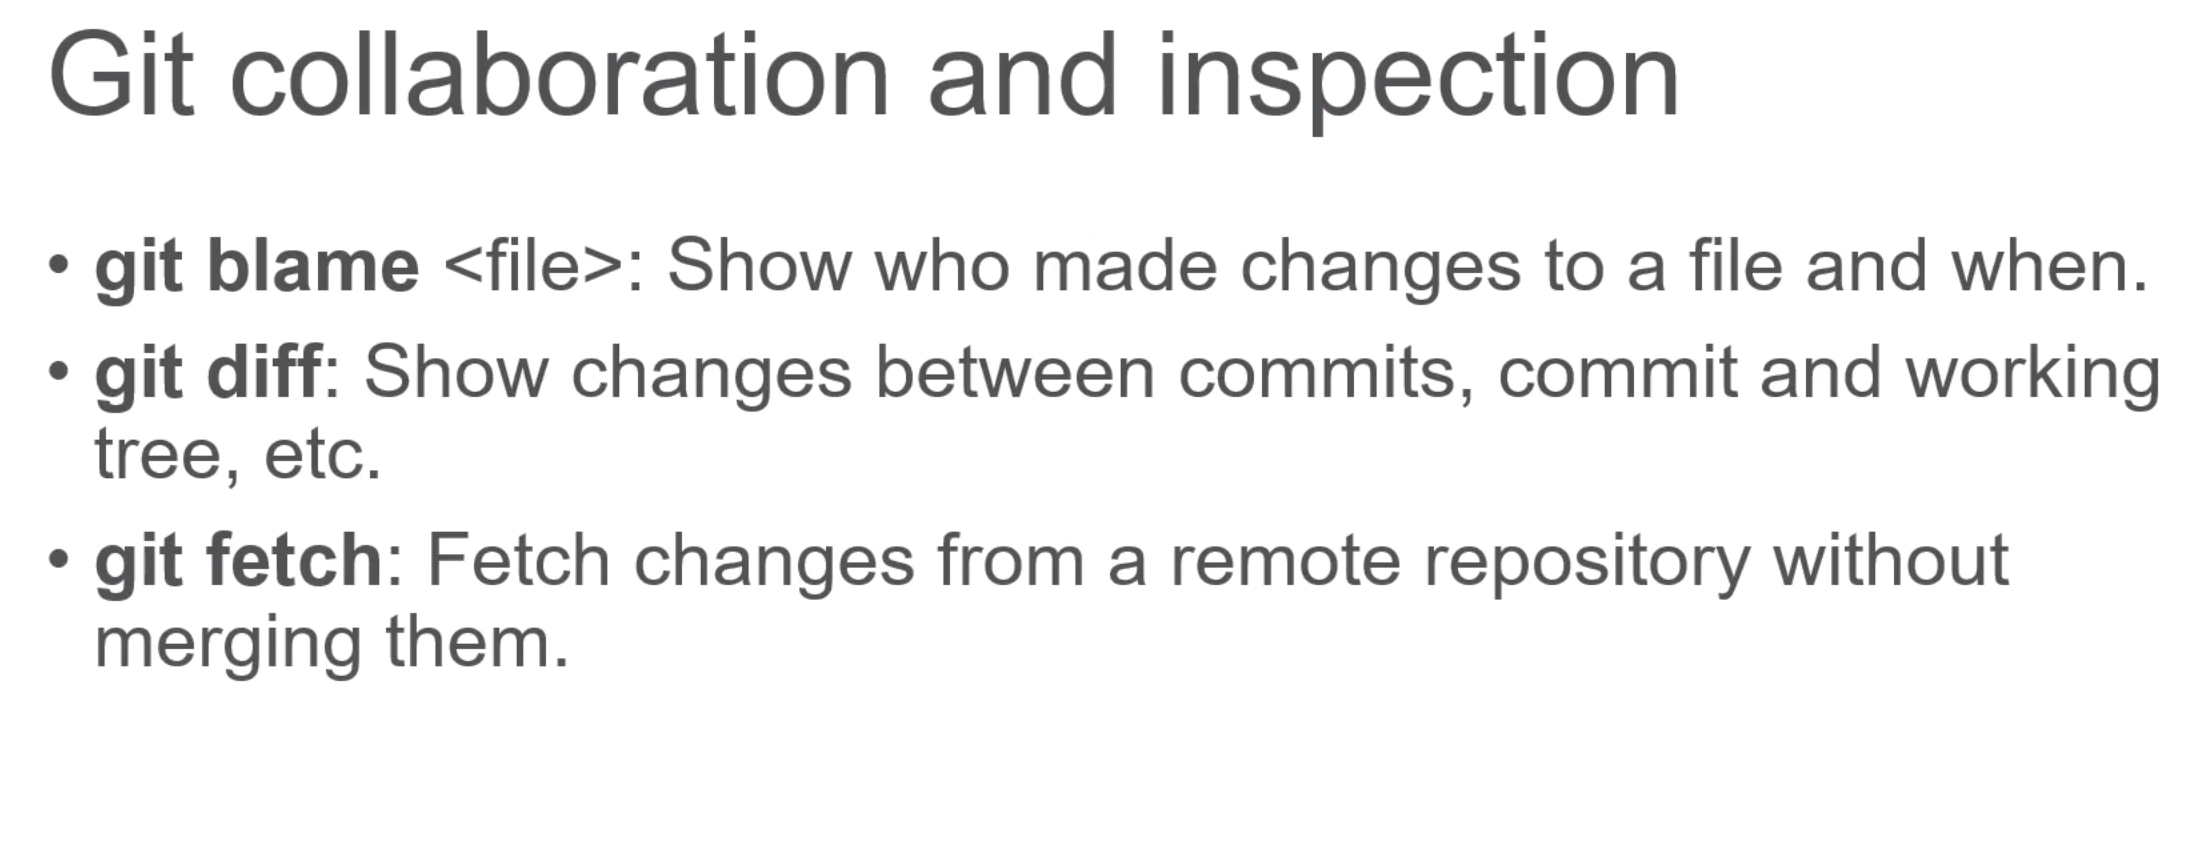 Git collaboration and inspection
• git blame <file>: Show who made changes to a file and when.
• git diff: Show changes between commits, commit and working
tree, etc.
• git fetch: Fetch changes from a remote repository without
merging them.